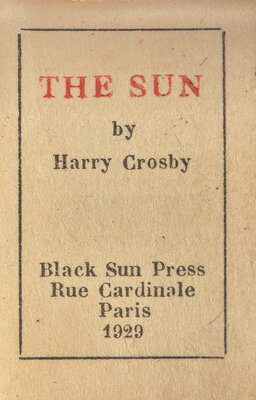 THE SUN
by
Harry Crosby
Black Sun Press
Rue Cardinale
Paris
1929